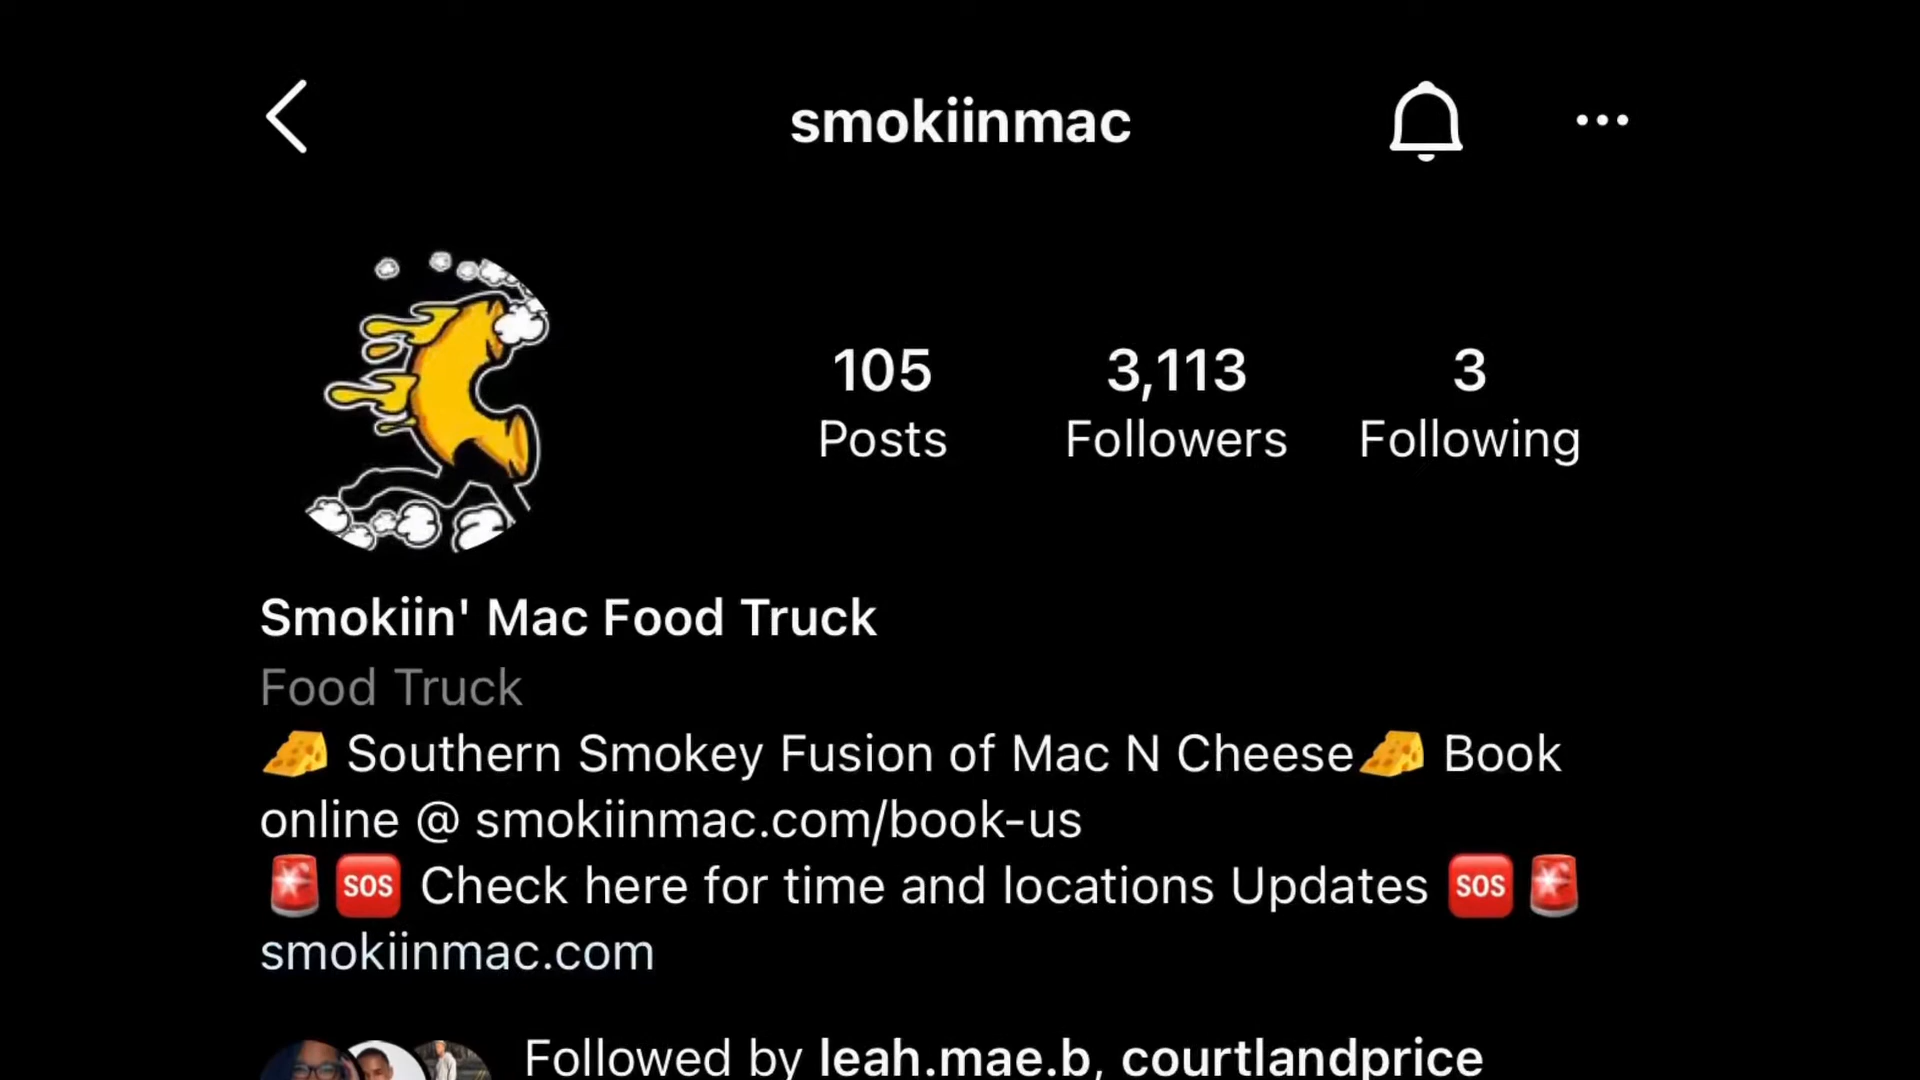 smokiinmac
105 3,113 3
Posts Followers Following
Smokiin' Mac Food Truck
Food Truck
🧀 Southern Smokey Fusion of Mac N Cheese🧀 Book
online @ smokiinmac.com/book-us
🚨🆘 Check here for time and locations Updates 🆘🚨
smokiinmac.com
Followed by leah.mae.b, courtlandprice